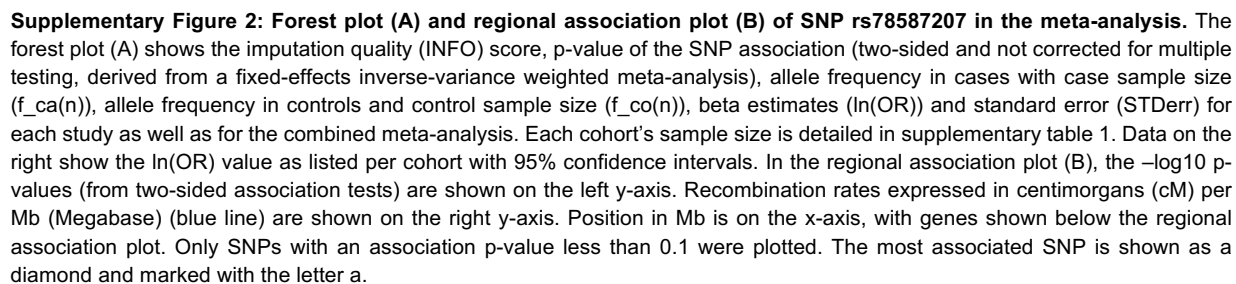 Supplementary Figure 2: Forest plot (A) and regional association plot (B) of SNP rs78587207 in the meta-analysis. The
forest plot (A) shows the imputation quality (INFO) score, p-value of the SNP association (two-sided and not corrected for multiple
testing, derived from a fixed-effects inverse-variance weighted meta-analysis), allele frequency in cases with case sample size
(f_ca(n)), allele frequency in controls and control sample size (f_co(n)), beta estimates (ln(OR)) and standard error (STDerr) for
each study as well as for the combined meta-analysis. Each cohort's sample size is detailed in supplementary table 1. Data on the
right show the ln(OR) value as listed per cohort with 95% confidence intervals. In the regional association plot (B), the –log10 p-
values (from two-sided association tests) are shown on the left y-axis. Recombination rates expressed in centimorgans (cM) per
Mb (Megabase) (blue line) are shown on the right y-axis. Position in Mb is on the x-axis, with genes shown below the regional
association plot. Only SNPs with an association p-value less than 0.1 were plotted. The most associated SNP is shown as a
diamond and marked with the letter a.